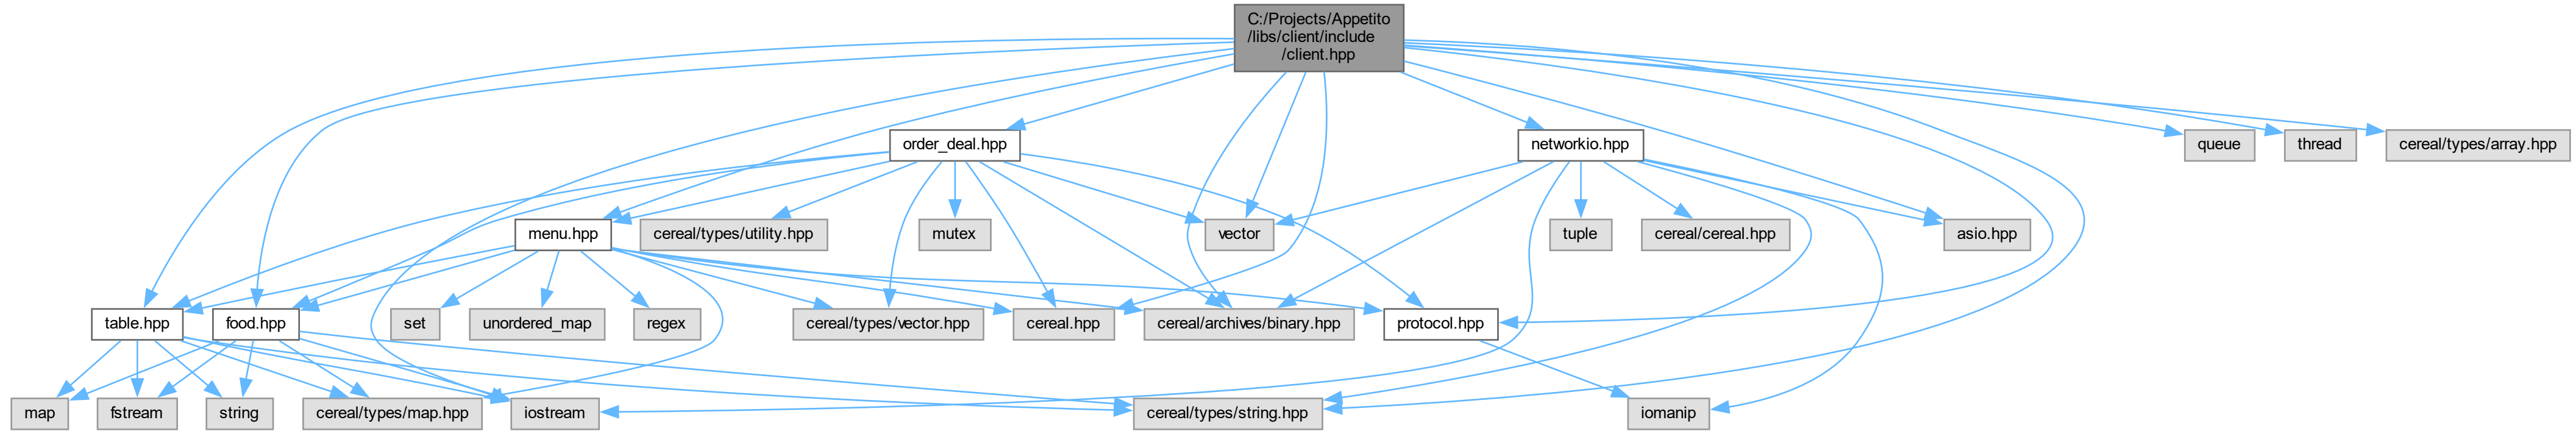 C:/Projects/Appetito
/libs/client/include
/client.hpp
order_deal.hpp
networkio.hpp
queue
thread
cereal/types/array.hpp
menu.hpp
cereal/types/utility.hpp
mutex
vector
tuple
cereal/cereal.hpp
asio.hpp
table.hpp
food.hpp
set
unordered_map
regex
cereal/types/vector.hpp
cereal.hpp
cereal/archives/binary.hpp
protocol.hpp
map
fstream
string
cereal/types/map.hpp
iostream
cereal/types/string.hpp
iomanip